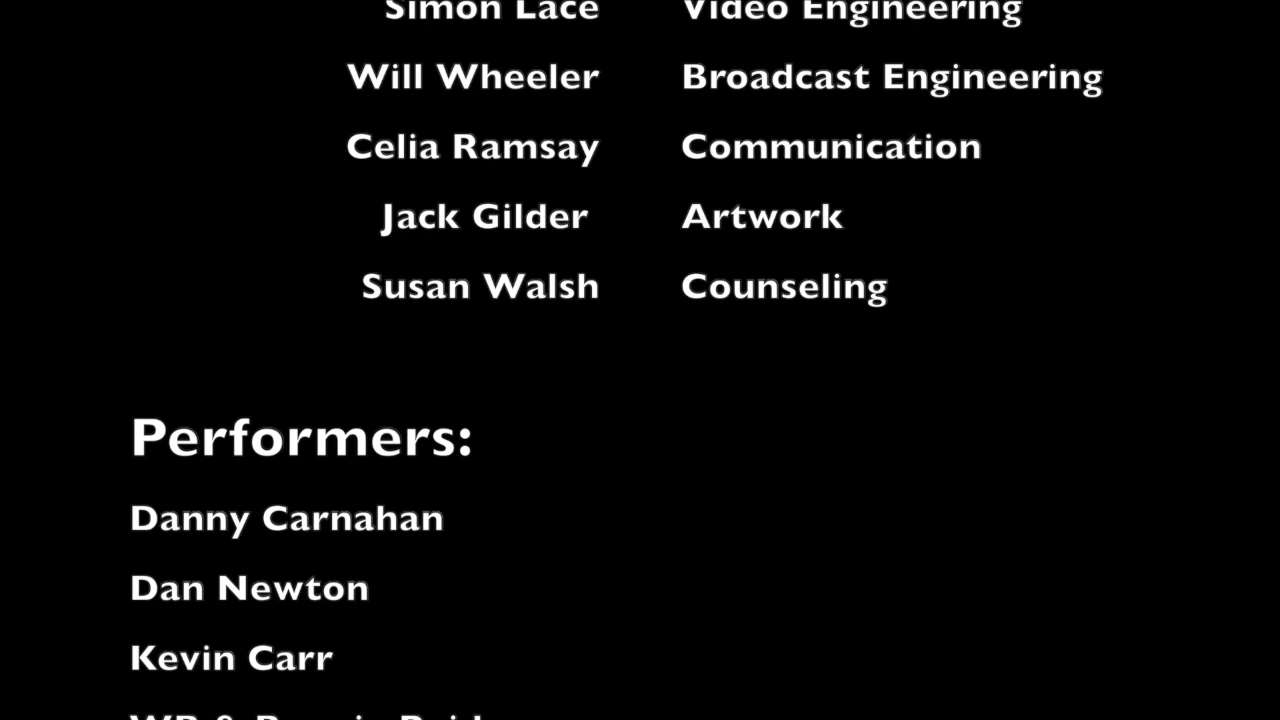 Simon Lace Video Engineering
Will Wheeler Broadcast Engineering
Celia Ramsay Communication
Jack Gilder Artwork
Susan Walsh Counseling
Performers:
Danny Carnahan
Dan Newton
Kevin Carr